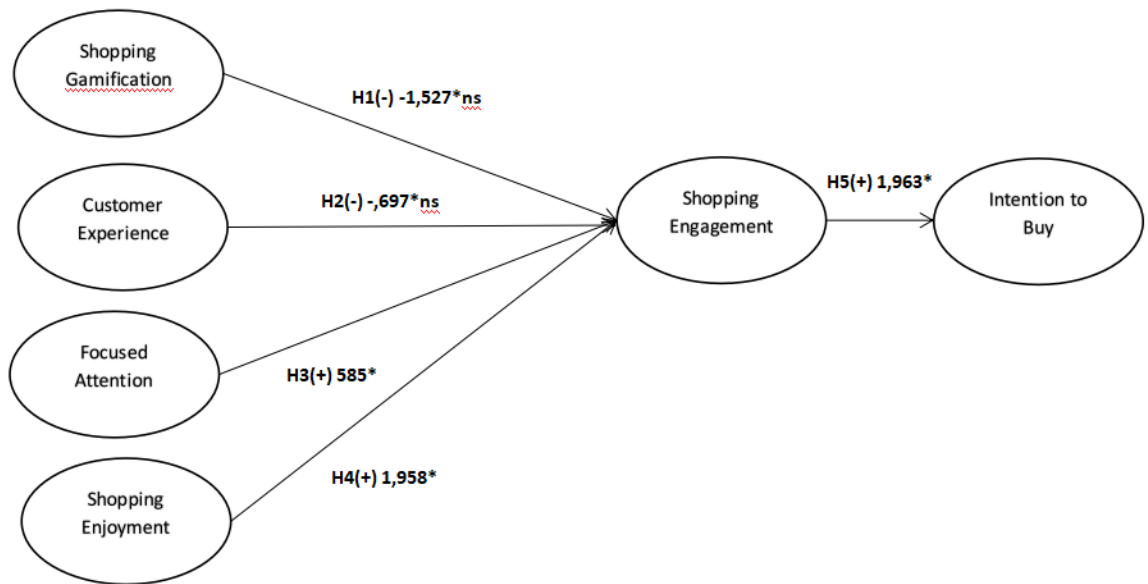 Shopping
Gamification
H1(-) -1,527*ns
Customer
Experience
H2(-) -,697*ns
Shopping
Engagement
H5(+) 1,963*
Intention to
Buy
Focused
Attention
H3(+) 585*
H4(+) 1,958*
Shopping
Enjoyment